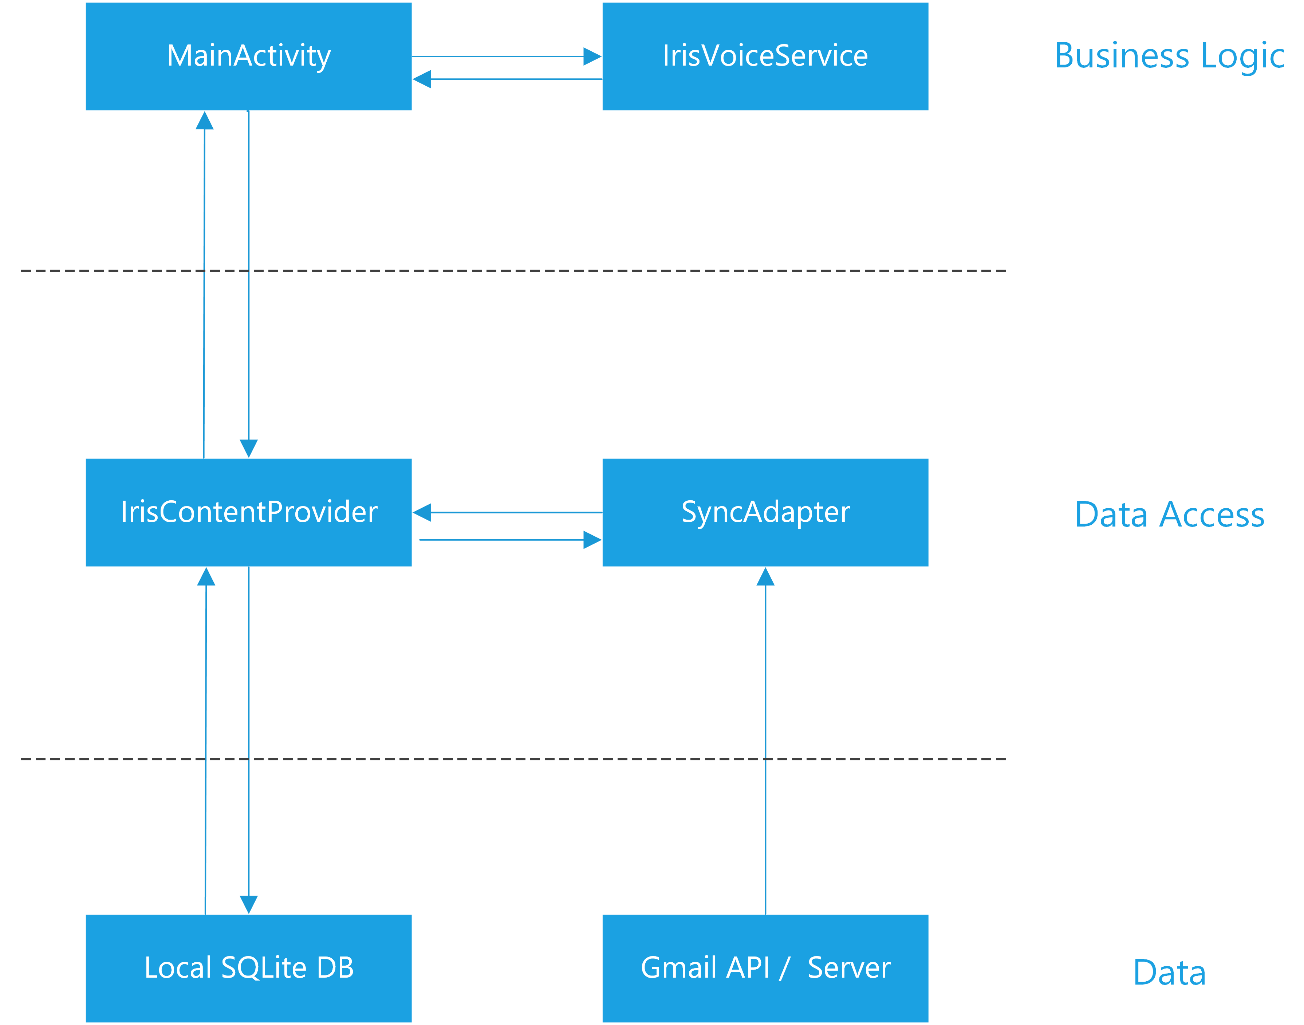 MainActivity
IrisVoiceService
Business Logic
IrisContentProvider
SyncAdapter
Data Access
Local SQLite DB
Gmail API /  Server
Data